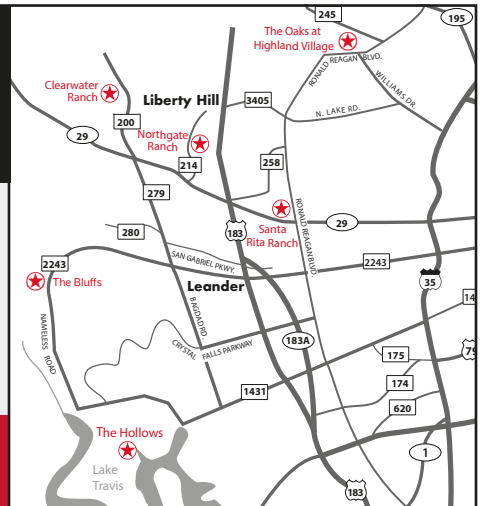 245
195
The Oaks at
Highland Village
RONALD REAGAN BLVD.
WILLIAMS DR.
Clearwater
Ranch
Liberty Hill
3405
N. LAKE RD.
200
29
Northgate
Ranch
214
258
279
RONALD REAGAN BLVD.
Santa
Rita Ranch
29
280
183
SAN GABRIEL PKWY.
2243
2243
The Bluffs
Leander
35
BAGDAD RD.
NAMELESS ROAD
CRYSTAL FALLS PARKWAY
183A
175
174
1431
620
The Hollows
1
Lake
Travis
183